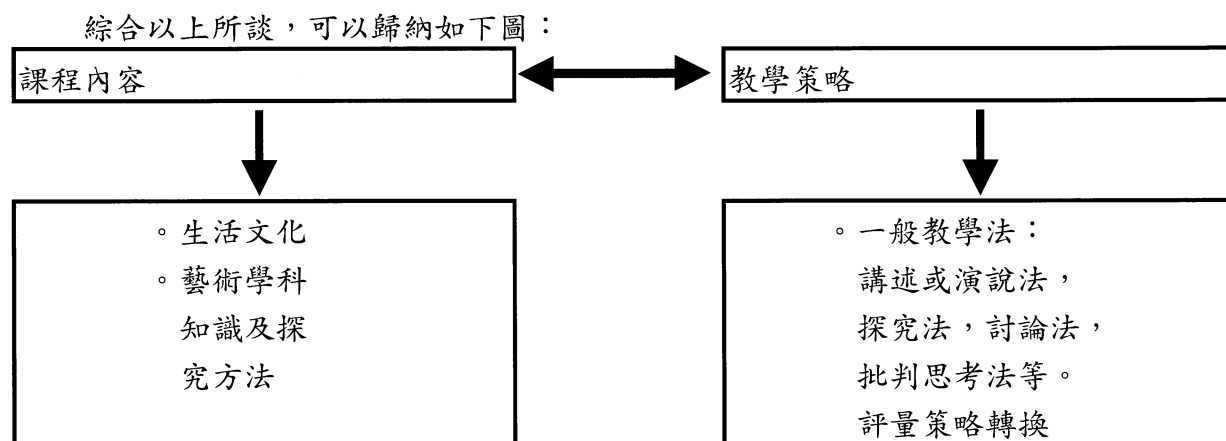 綜合以上所談，可以歸納如下圖：
課程內容
教學策略
。生活文化
。藝術學科
知識及探
究方法
。一般教學法：
講述或演說法，
探究法，討論法，
批判思考法等。
評量策略轉換